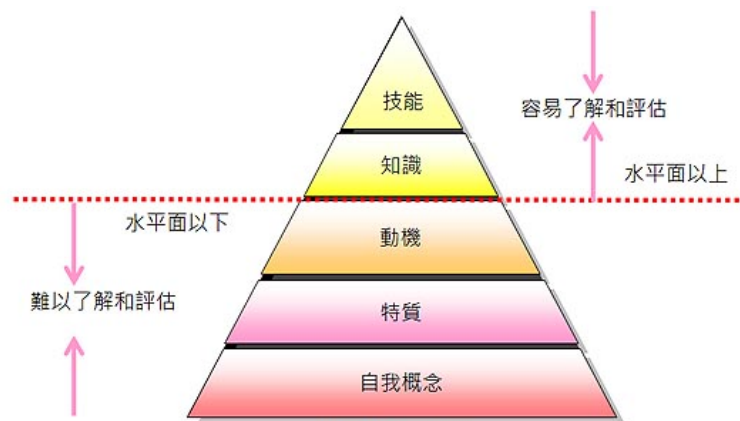 技能
容易了解和評估
知識
水平面以上
水平面以下
動機
難以了解和評估
特質
自我概念